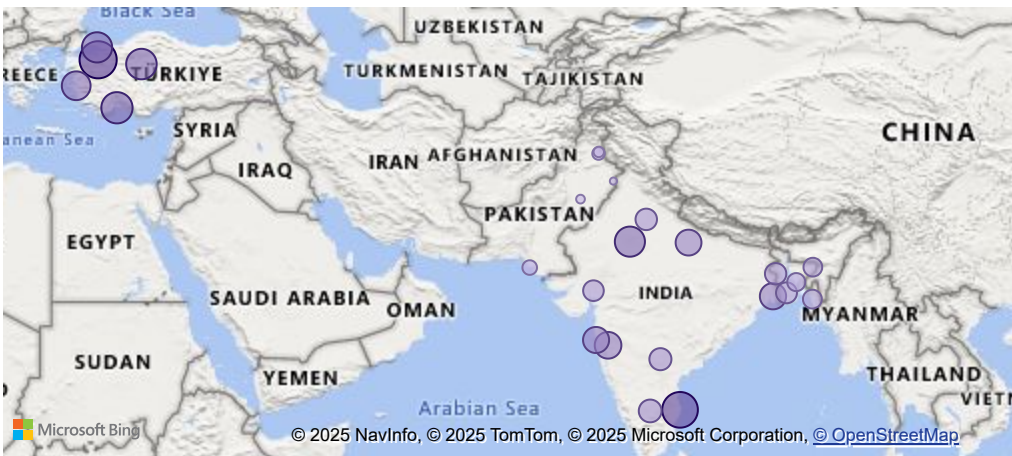 Black Sea
UZBEKISTAN
REECE
TÜRKIYE
TURKMENISTAN
TAJIKISTAN
SYRIA
CHINA
anean Sea
IRAQ
IRAN
AFGHANISTAN
PAKISTAN
EGYPT
SAUDI ARABIA
OMAN
INDIA
MYANMAR
SUDAN
YEMEN
THAILAND
VIETN
Arabian Sea
Microsoft Bing
© 2025 NavInfo, © 2025 TomTom, © 2025 Microsoft Corporation, © OpenStreetMap